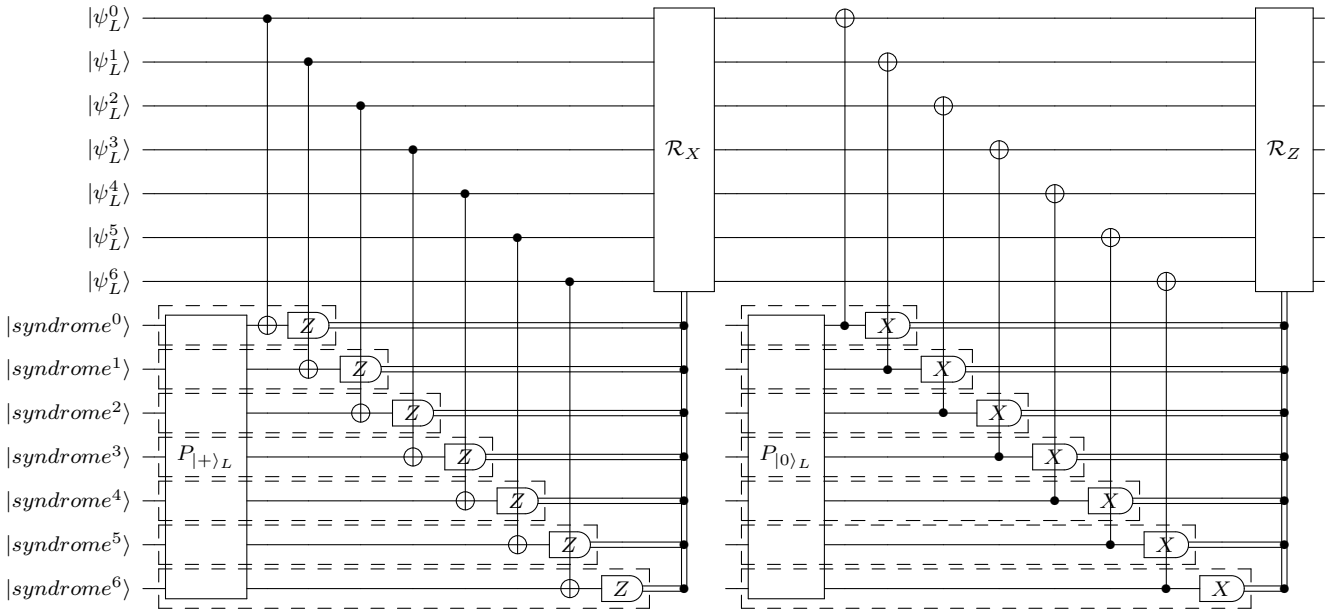 |ψ_L^0⟩
|ψ_L^1⟩
|ψ_L^2⟩
|ψ_L^3⟩ R_X R_Z
|ψ_L^4⟩
|ψ_L^5⟩
|ψ_L^6⟩
|syndrome^0⟩ Z X
|syndrome^1⟩ Z X
|syndrome^2⟩ Z X
|syndrome^3⟩ P_{|+⟩_L} Z P_{|0⟩_L} X
|syndrome^4⟩ Z X
|syndrome^5⟩ Z X
|syndrome^6⟩ Z X